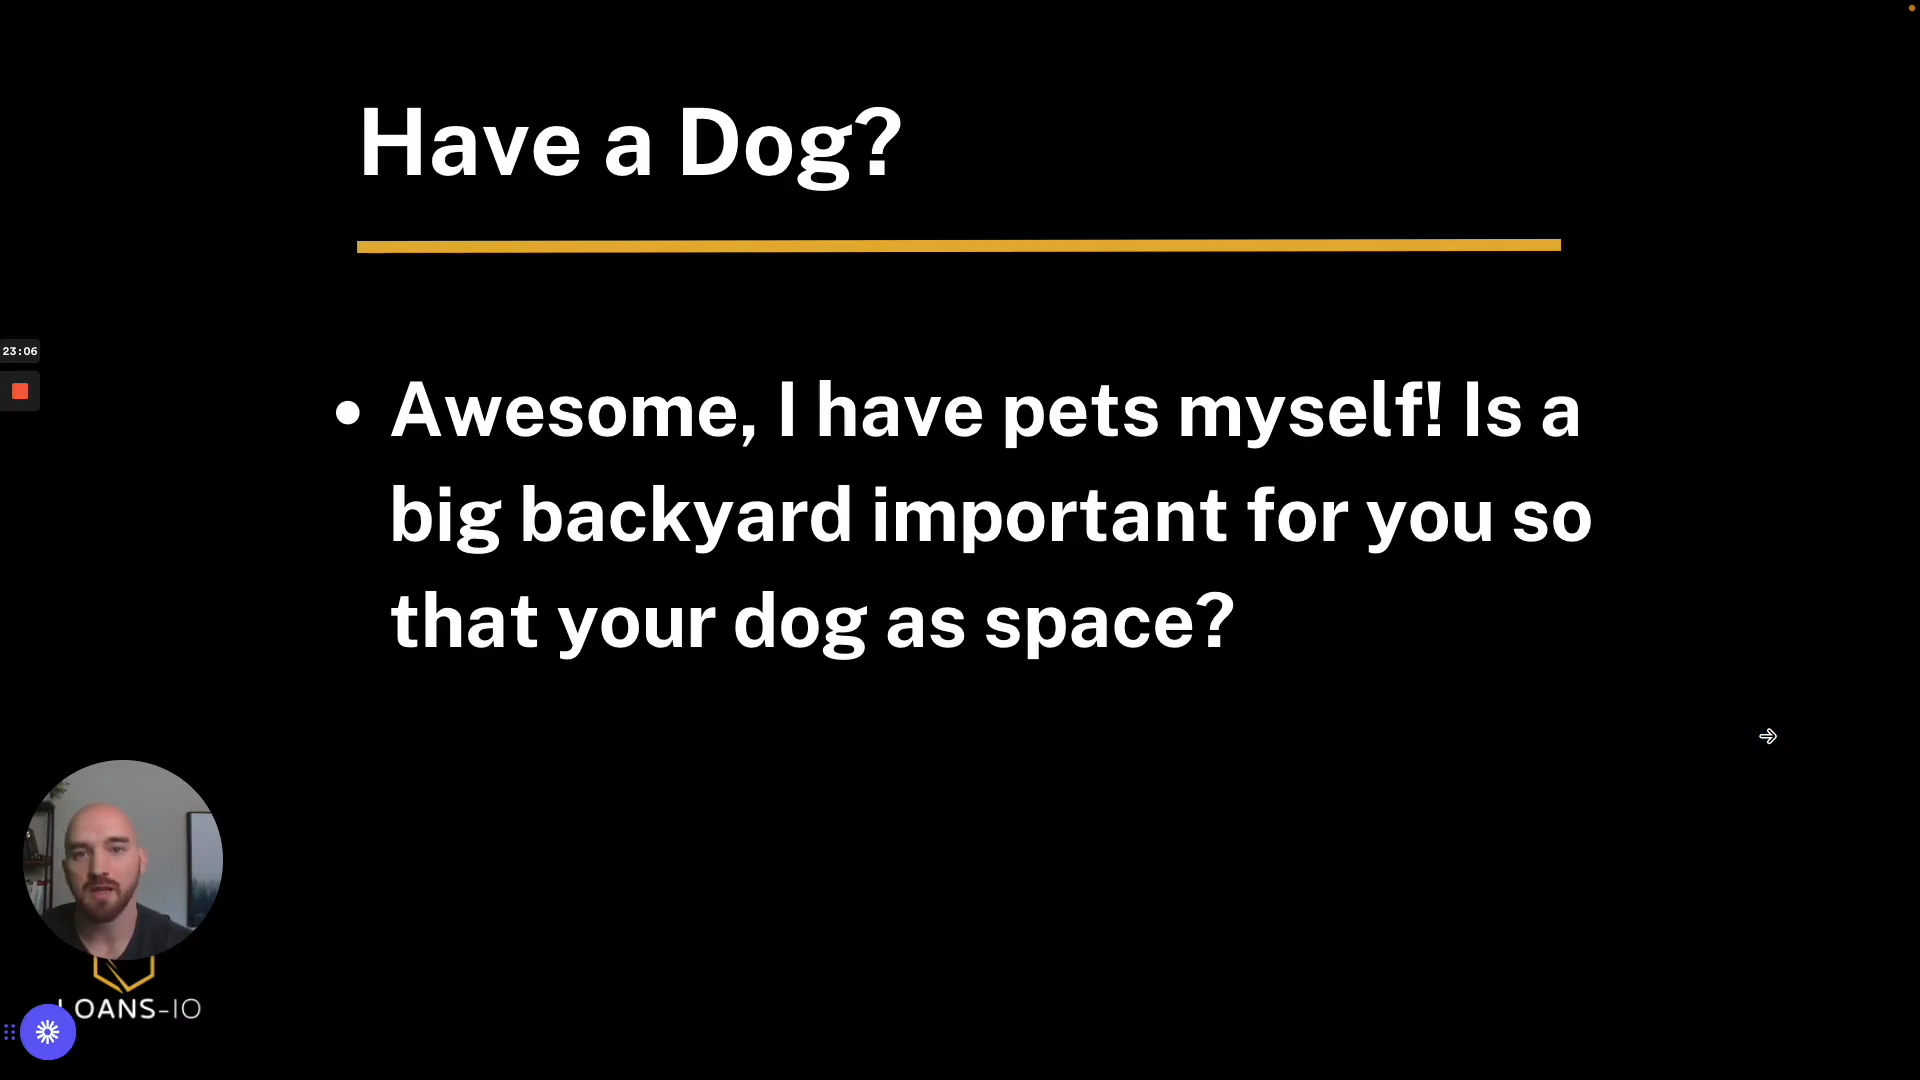 Have a Dog?
23:06
• Awesome, I have pets myself! Is a
big backyard important for you so
that your dog as space?
LOANS-IO